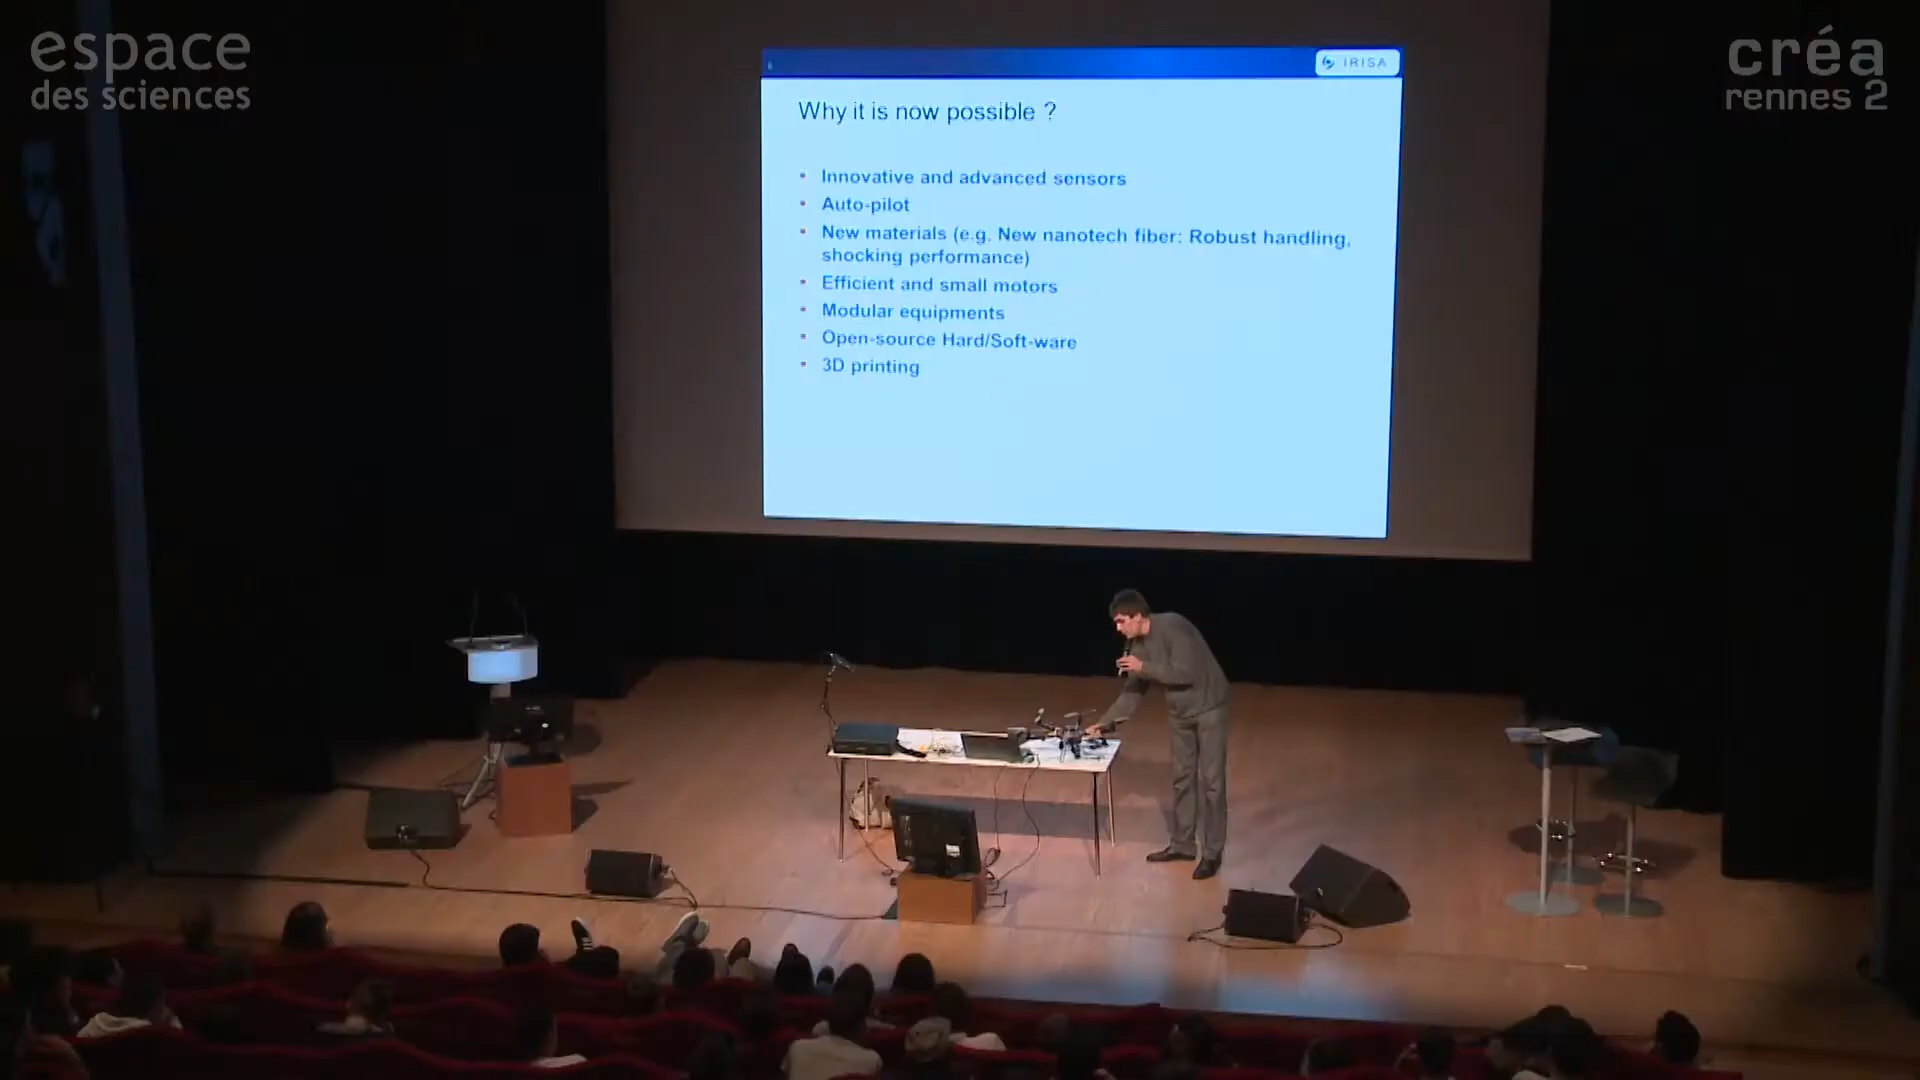 espace
des sciences
créa
rennes 2
IRISA
Why it is now possible ?
• Innovative and advanced sensors
• Auto-pilot
• New materials (e.g. New nanotech fiber: Robust handling,
shocking performance)
• Efficient and small motors
• Modular equipments
• Open-source Hard/Soft-ware
• 3D printing